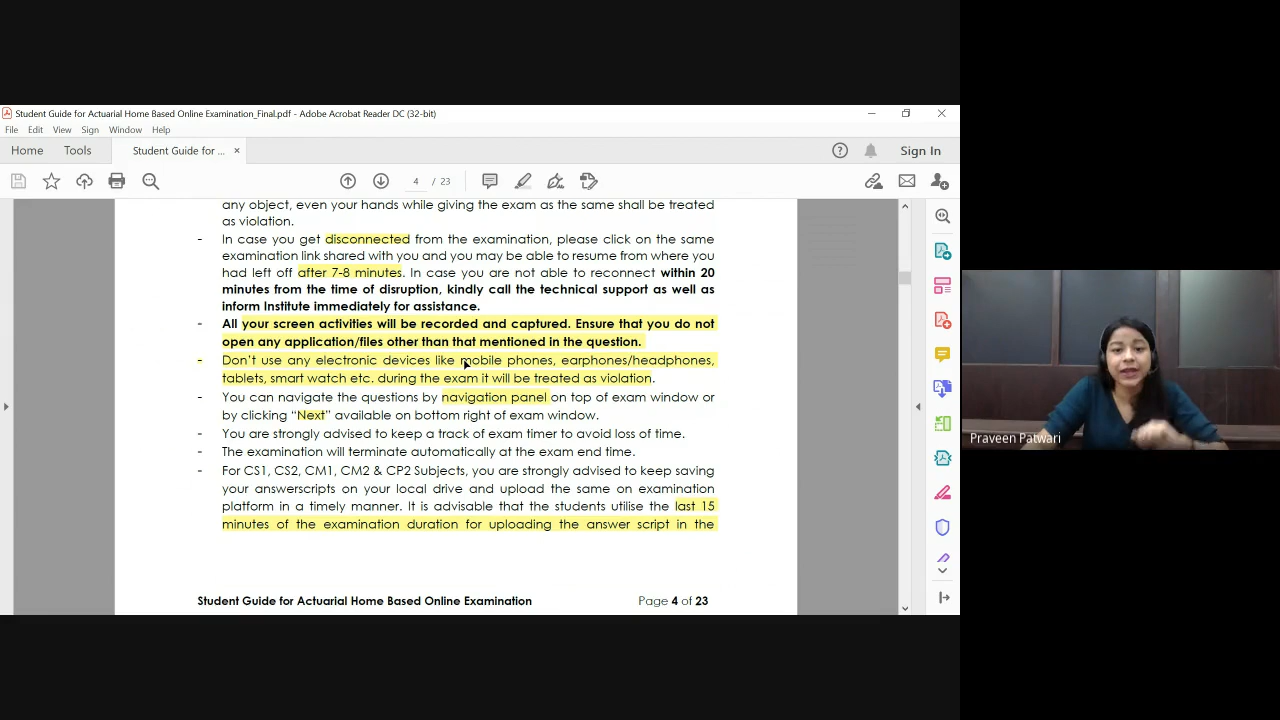 Student Guide for Actuarial Home Based Online Examination_Final.pdf - Adobe Acrobat Reader DC (32-bit)
File Edit View Sign Window Help
Home Tools Student Guide for ... × Sign In
4 / 23
any object, even your hands while giving the exam as the same shall be treated
as violation.
- In case you get disconnected from the examination, please click on the same
examination link shared with you and you may be able to resume from where you
had left off after 7-8 minutes. In case you are not able to reconnect within 20
minutes from the time of disruption, kindly call the technical support as well as
inform Institute immediately for assistance.
- All your screen activities will be recorded and captured. Ensure that you do not
open any application/files other than that mentioned in the question.
- Don't use any electronic devices like mobile phones, earphones/headphones,
tablets, smart watch etc. during the exam it will be treated as violation.
- You can navigate the questions by navigation panel on top of exam window or
by clicking “Next” available on bottom right of exam window.
- You are strongly advised to keep a track of exam timer to avoid loss of time.
- The examination will terminate automatically at the exam end time.
- For CS1, CS2, CM1, CM2 & CP2 Subjects, you are strongly advised to keep saving
your answerscripts on your local drive and upload the same on examination
platform in a timely manner. It is advisable that the students utilise the last 15
minutes of the examination duration for uploading the answer script in the
Student Guide for Actuarial Home Based Online Examination Page 4 of 23
Praveen Patwari